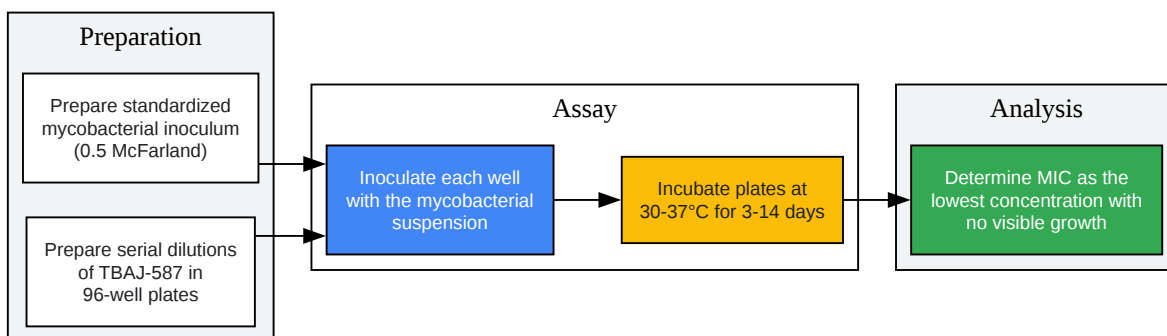 Preparation
Prepare standardized
mycobacterial inoculum
(0.5 McFarland)
Prepare serial dilutions
of TBAJ-587 in
96-well plates
Assay
Inoculate each well
with the mycobacterial
suspension
Incubate plates at
30-37°C for 3-14 days
Analysis
Determine MIC as the
lowest concentration with
no visible growth